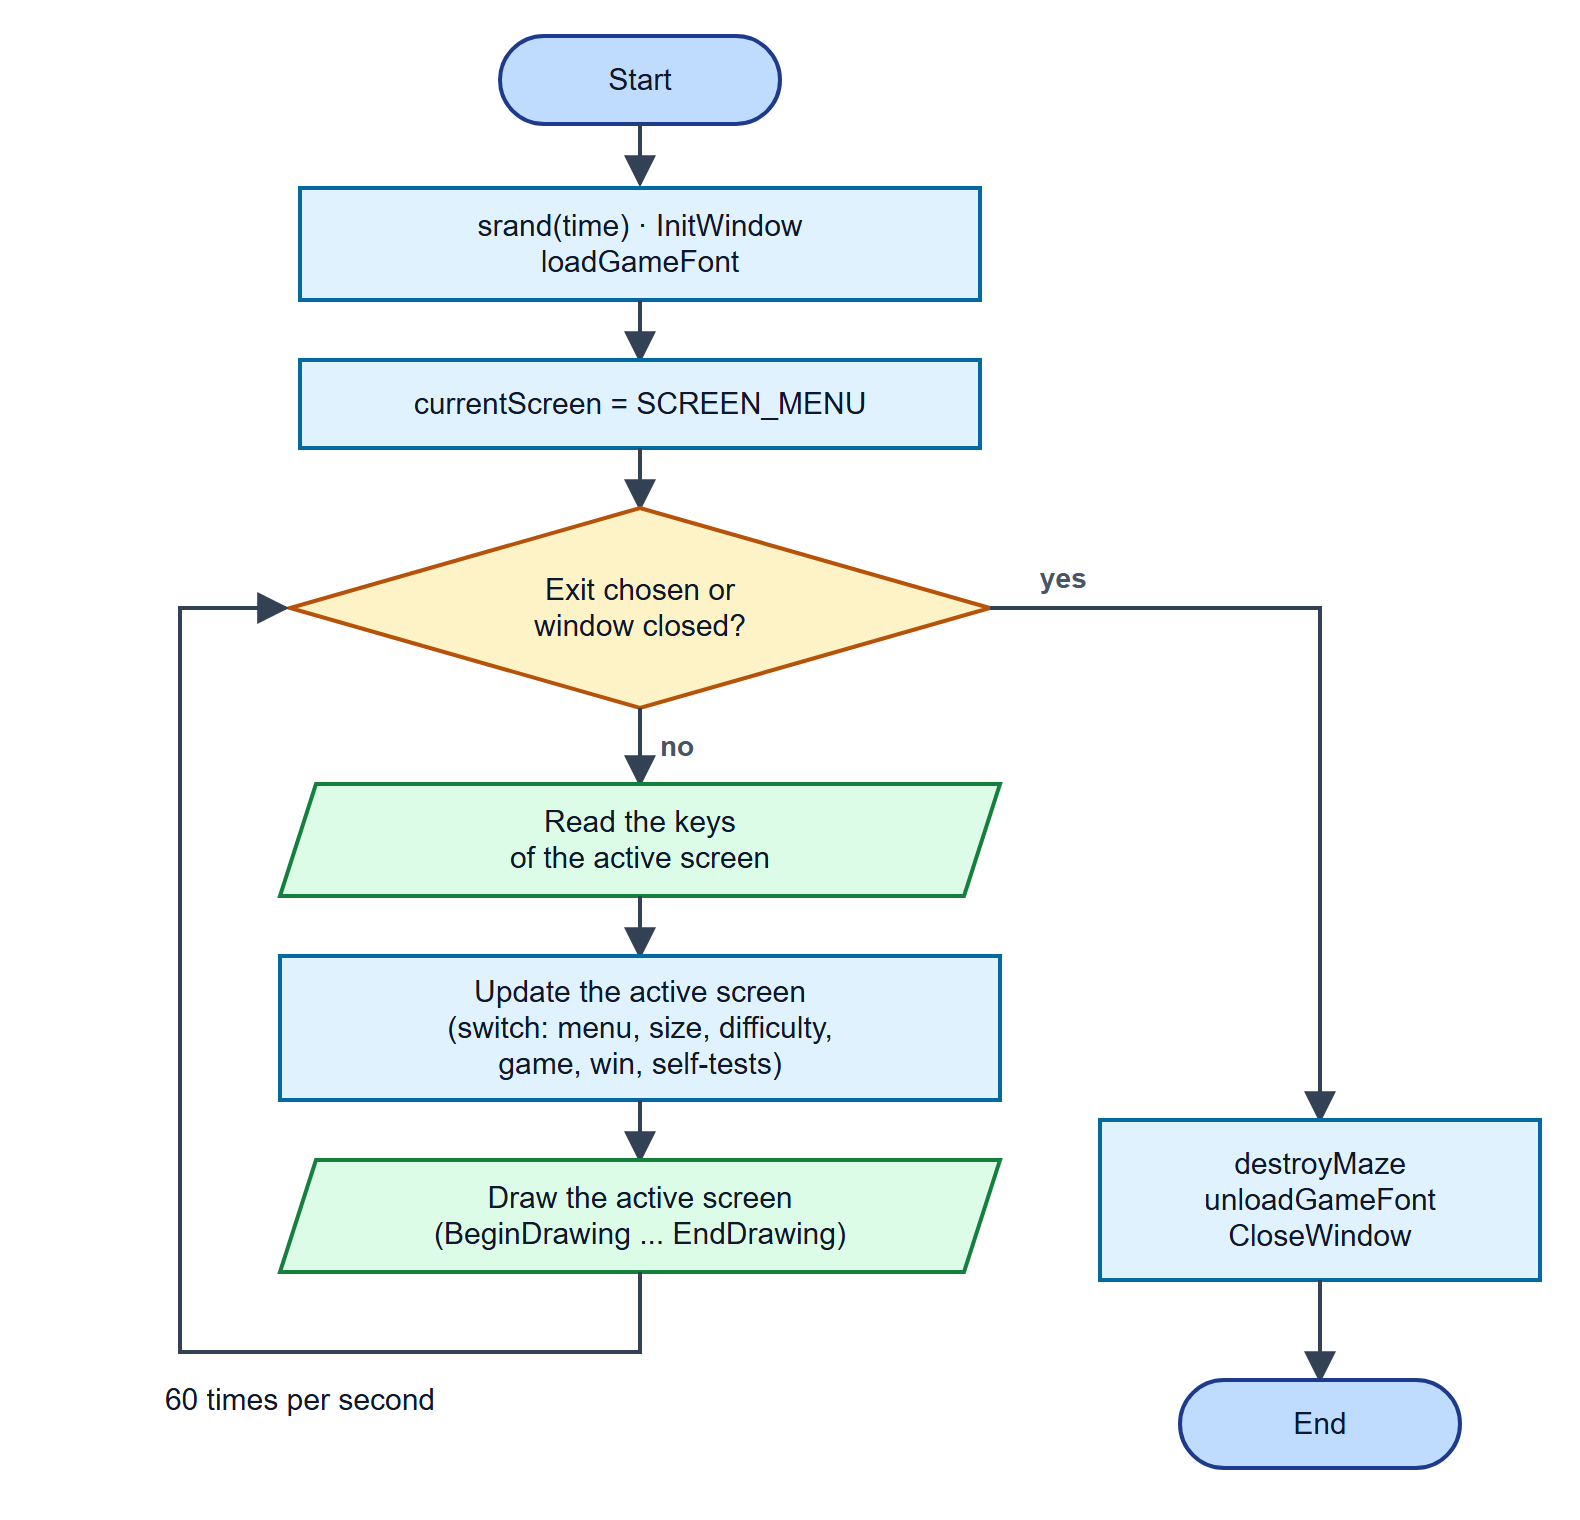 Start
srand(time) · InitWindow
loadGameFont
currentScreen = SCREEN_MENU
Exit chosen or
window closed?
yes
no
Read the keys
of the active screen
Update the active screen
(switch: menu, size, difficulty,
game, win, self-tests)
Draw the active screen
(BeginDrawing ... EndDrawing)
60 times per second
destroyMaze
unloadGameFont
CloseWindow
End